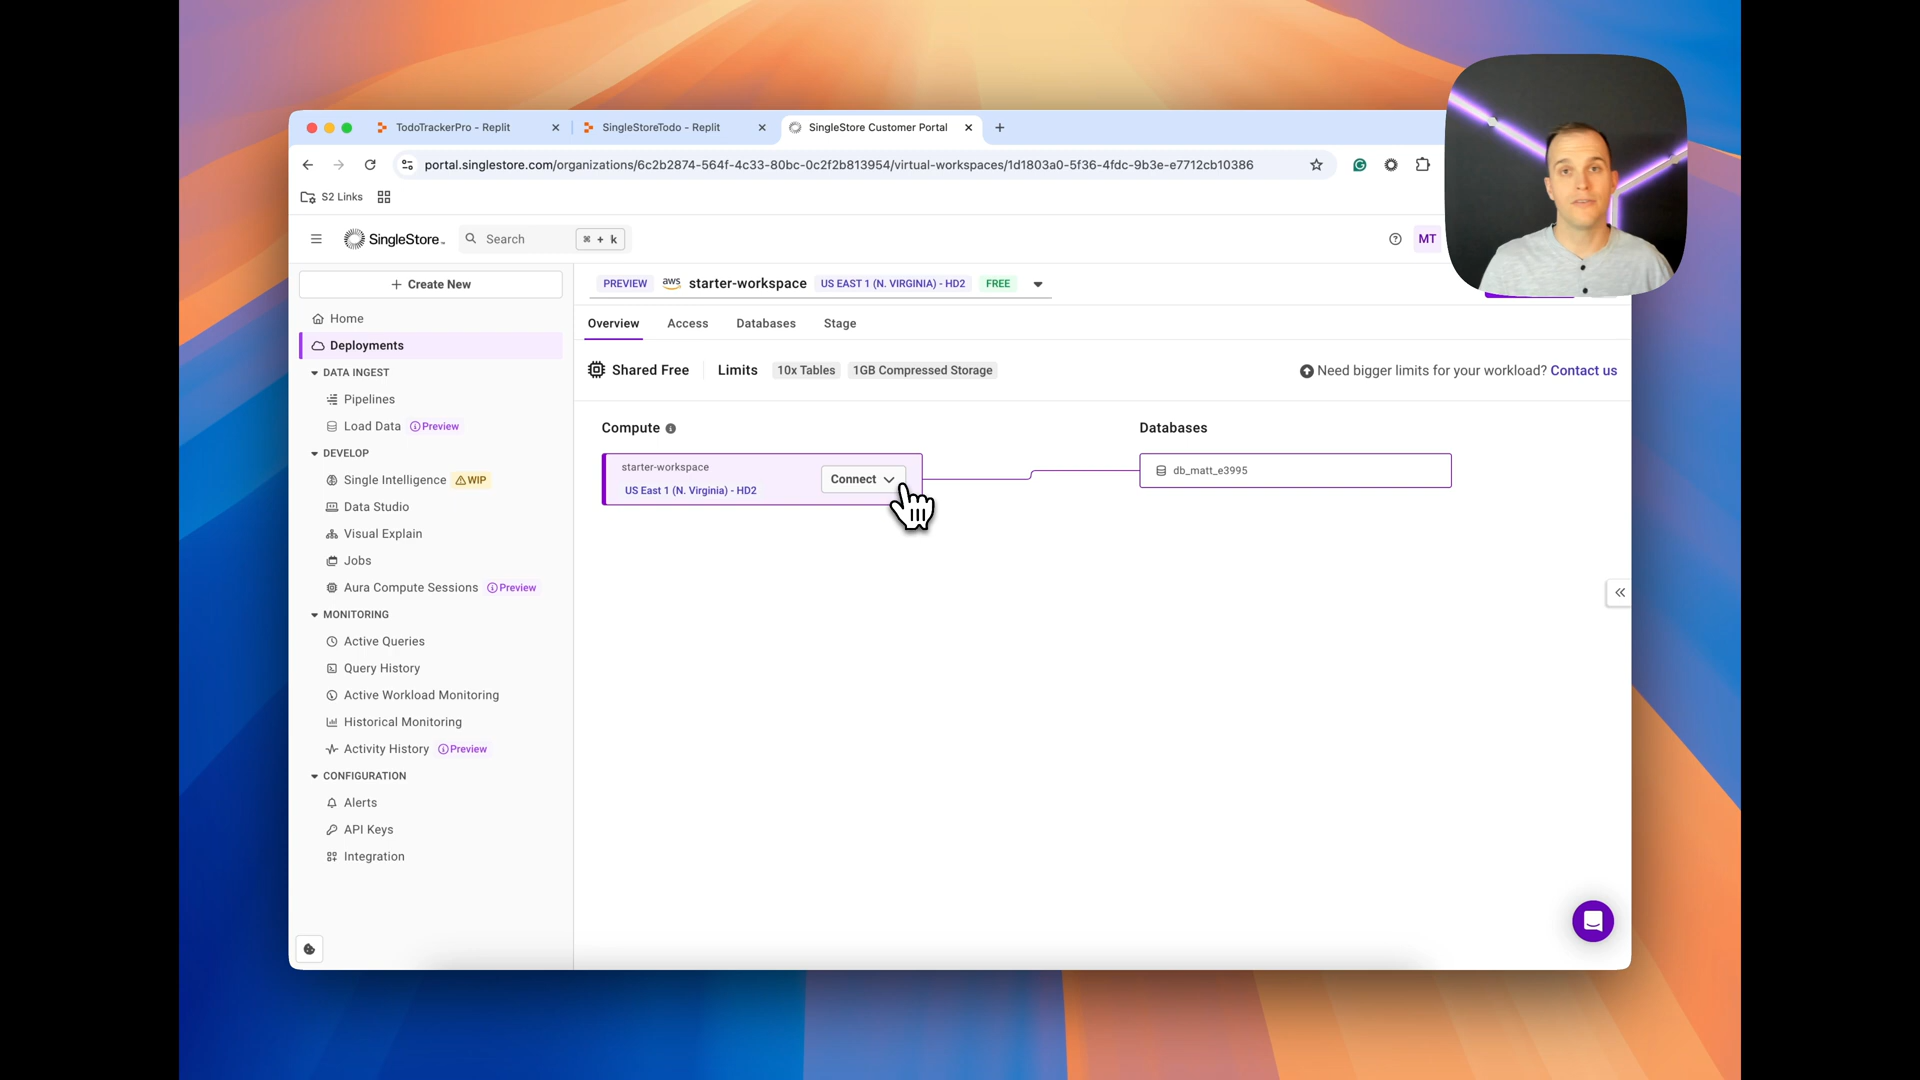 TodoTrackerPro - Replit
SingleStoreTodo - Replit
SingleStore Customer Portal
portal.singlestore.com/organizations/6c2b2874-564f-4c33-80bc-0c2f2b813954/virtual-workspaces/1d1803a0-5f36-4fdc-9b3e-e7712cb10386
S2 Links
SingleStore
Search
⌘ + k
MT
+ Create New
PREVIEW aws starter-workspace US EAST 1 (N. VIRGINIA) - HD2 FREE
Home
Deployments
DATA INGEST
Pipelines
Load Data Preview
DEVELOP
Single Intelligence WIP
Data Studio
Visual Explain
Jobs
Aura Compute Sessions Preview
MONITORING
Active Queries
Query History
Active Workload Monitoring
Historical Monitoring
Activity History Preview
CONFIGURATION
Alerts
API Keys
Integration
Overview Access Databases Stage
Shared Free Limits 10x Tables 1GB Compressed Storage
Need bigger limits for your workload? Contact us
Compute
starter-workspace
US East 1 (N. Virginia) - HD2
Connect
Databases
db_matt_e3995